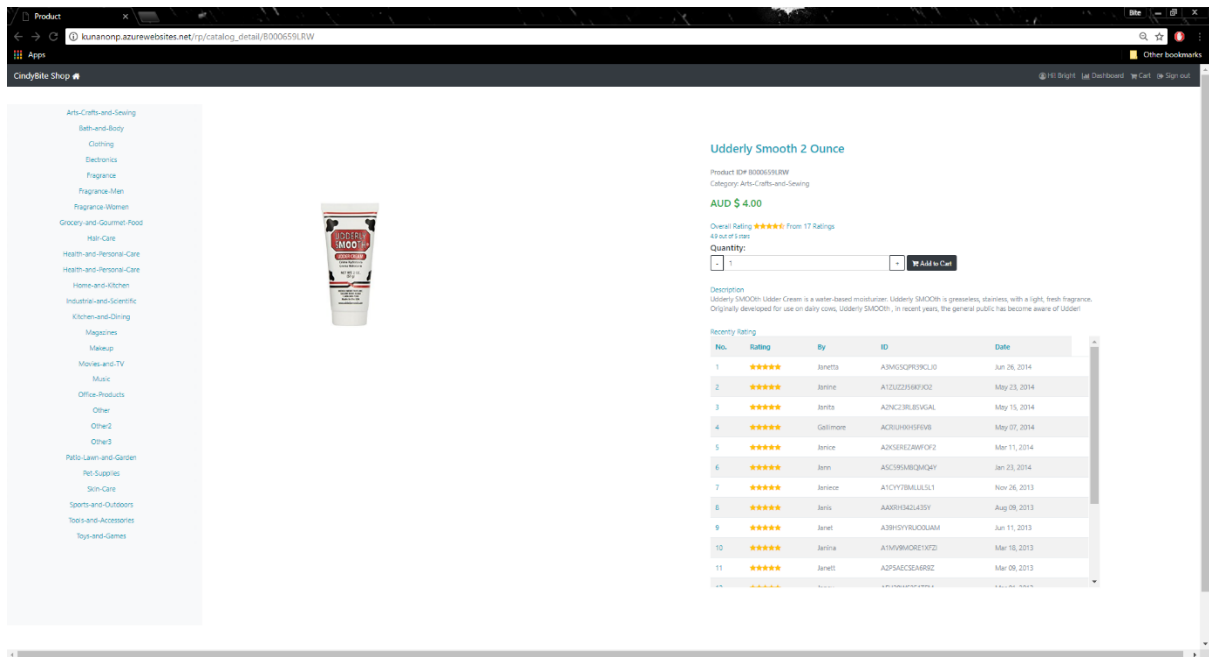 Product
Bite
kunanonp.azurewebsites.net/rp/catalog_detail/B000659LRW
Apps
Other bookmarks
CindyBite Shop
Hi! Bright Dashboard Cart Sign out
Arts-Crafts-and-Sewing
Bath-and-Body
Clothing
Electronics
Fragrance
Fragrance-Men
Fragrance-Women
Grocery-and-Gourmet-Food
Hair-Care
Health-and-Personal-Care
Health-and-Personal-Care
Home-and-Kitchen
Industrial-and-Scientific
Kitchen-and-Dining
Magazines
Makeup
Movies-and-TV
Music
Office-Products
Other
Other2
Other3
Patio-Lawn-and-Garden
Pet-Supplies
Skin-Care
Sports-and-Outdoors
Tools-and-Accessories
Toys-and-Games
UDDERLY
SMOOTH
UDDER CREAM
Udderly Smooth 2 Ounce
Product ID# B000659LRW
Category: Arts-Crafts-and-Sewing
AUD $ 4.00
Overall Rating From 17 Ratings
out of 5 stars
Quantity:
- 1 + Add to Cart
Description
Udderly SMOOth Udder Cream is a water-based moisturizer. Udderly SMOOth is greaseless, stainless, with a light, fresh fragrance.
Originally developed for use on dairy cows, Udderly SMOOth , in recent years, the general public has become aware of Udderl
Recently Rating
No. Rating By ID Date
1 Janetta Jun 26, 2014
2 Janine May 23, 2014
3 Janita May 15, 2014
4 Gallimore May 07, 2014
5 Janice A2KSEREZAWFOF2 Mar 11, 2014
6 Jann Jan 23, 2014
7 Janiece Nov 26, 2013
8 Janis AAXRH342L435Y Aug 09, 2013
9 Janet Jun 11, 2013
10 Janina Mar 18, 2013
11 Janett Mar 09, 2013